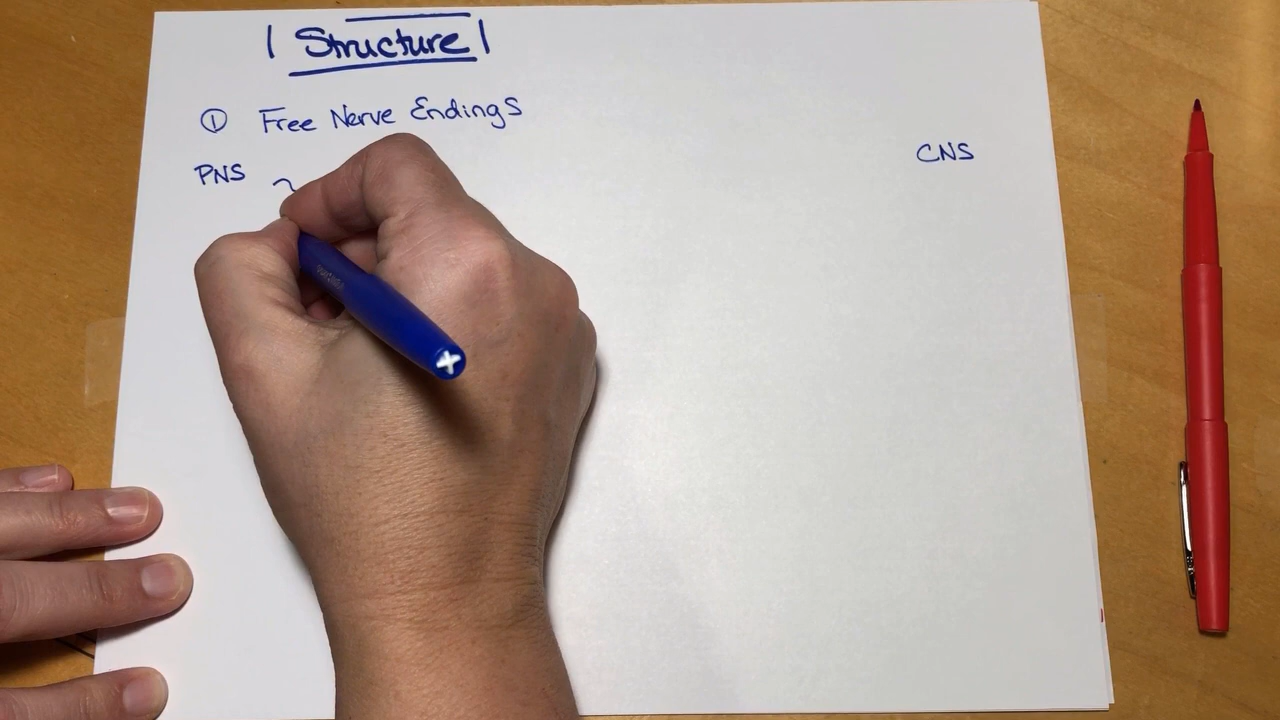 | Structure |
① Free Nerve Endings
PNS CNS